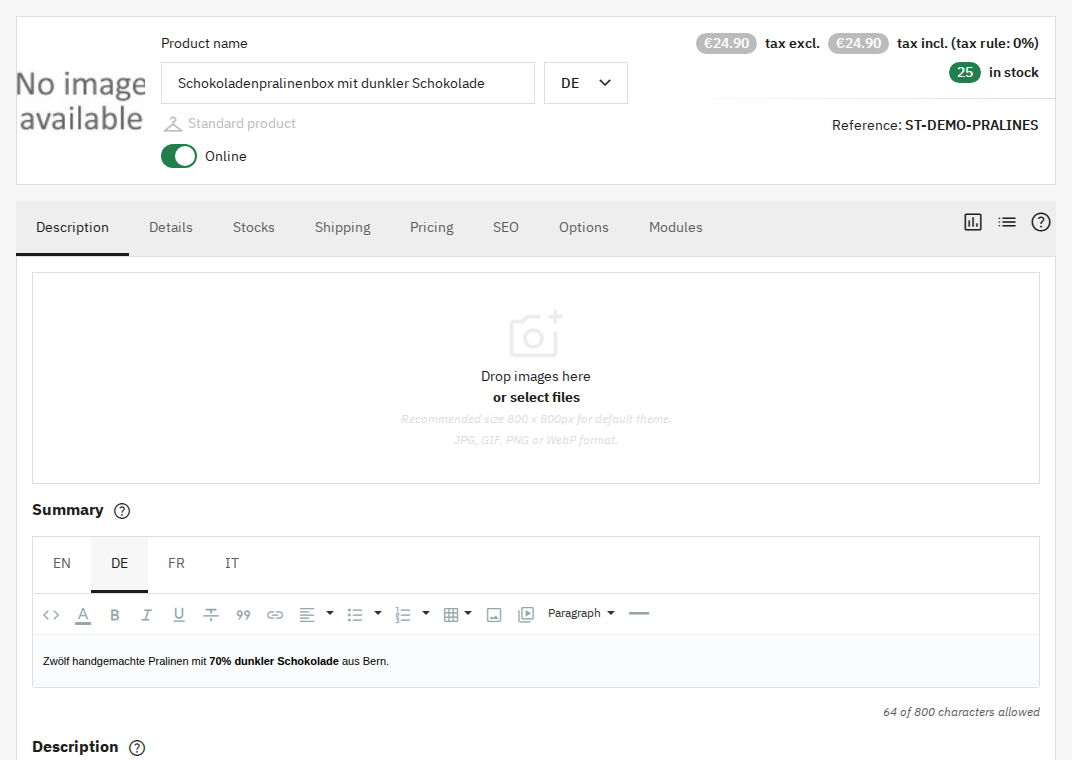 No image
available
Product name
Schokoladenpralinenbox mit dunkler Schokolade
DE
Standard product
Online
€24.90 tax excl. €24.90 tax incl. (tax rule: 0%)
25 in stock
Reference: ST-DEMO-PRALINES
Description Details Stocks Shipping Pricing SEO Options Modules
Drop images here
or select files
Recommended size 800 x 800px for default theme.
JPG, GIF, PNG or WebP format.
Summary
EN DE FR IT
Paragraph
Zwölf handgemachte Pralinen mit 70% dunkler Schokolade aus Bern.
64 of 800 characters allowed
Description